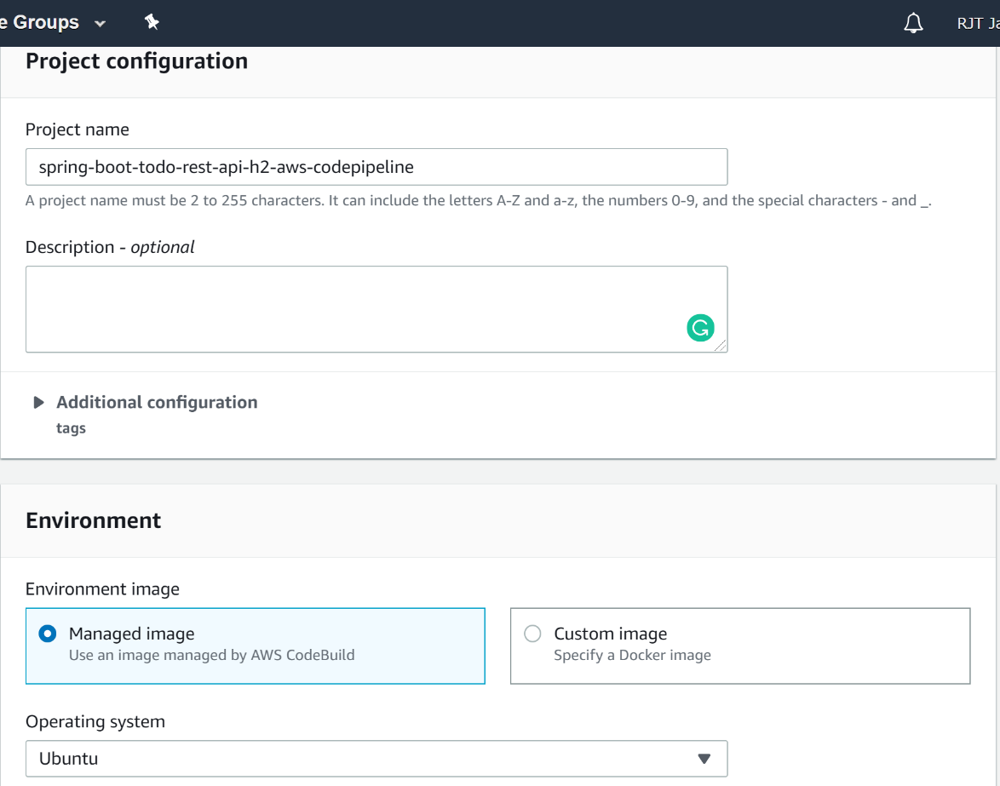 e Groups
RJT Ja
Project configuration
Project name
spring-boot-todo-rest-api-h2-aws-codepipeline
A project name must be 2 to 255 characters. It can include the letters A-Z and a-z, the numbers 0-9, and the special characters - and _.
Description - optional
Additional configuration
tags
Environment
Environment image
Managed image
Use an image managed by AWS CodeBuild
Custom image
Specify a Docker image
Operating system
Ubuntu